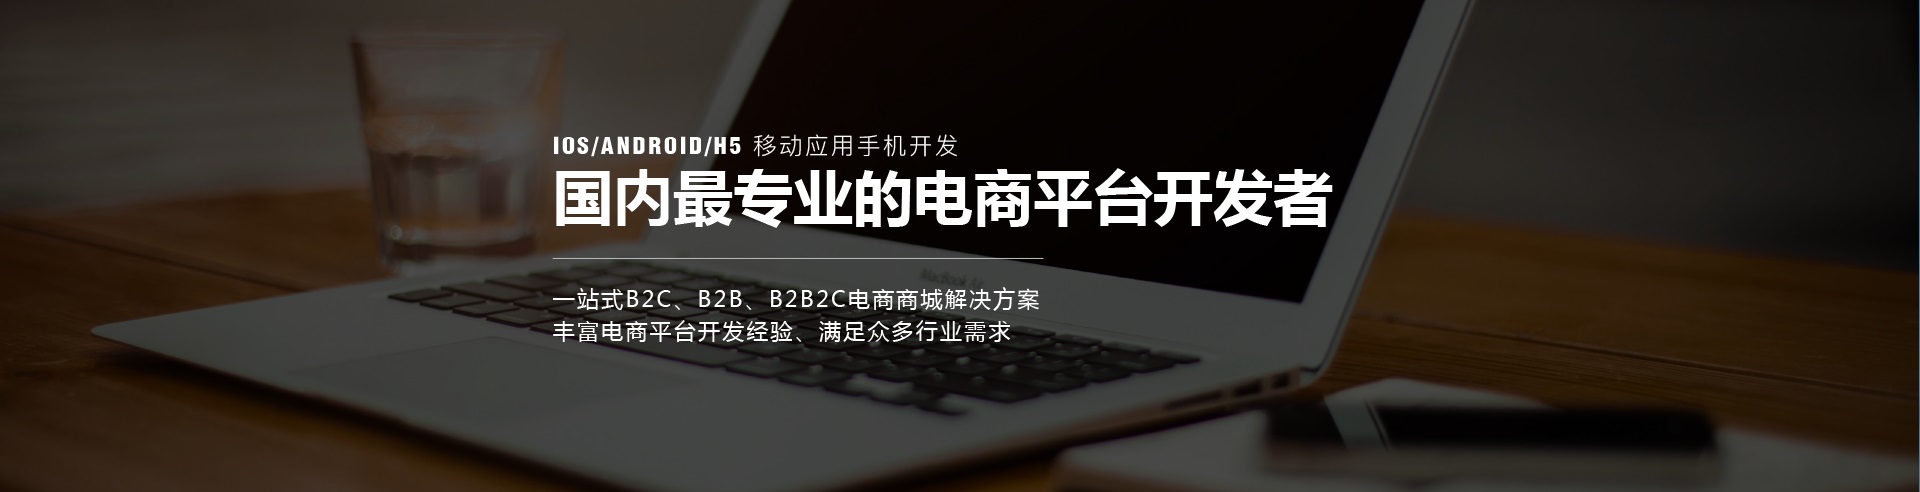 IOS/ANDROID/H5 移动应用手机开发
国内最专业的电商平台开发者
一站式B2C、B2B、B2B2C电商商城解决方案
丰富电商平台开发经验、满足众多行业需求
MacBook Air